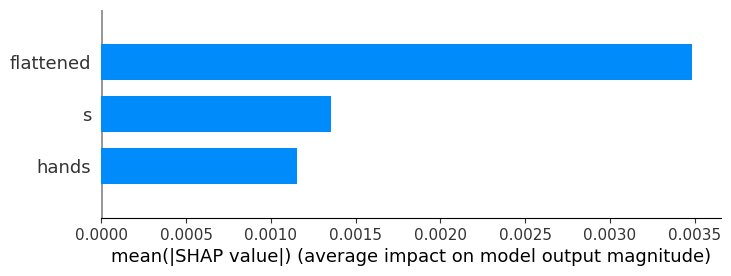 flattened
s
hands
0.0000 0.0005 0.0010 0.0015 0.0020 0.0025 0.0030 0.0035
mean(|SHAP value|) (average impact on model output magnitude)